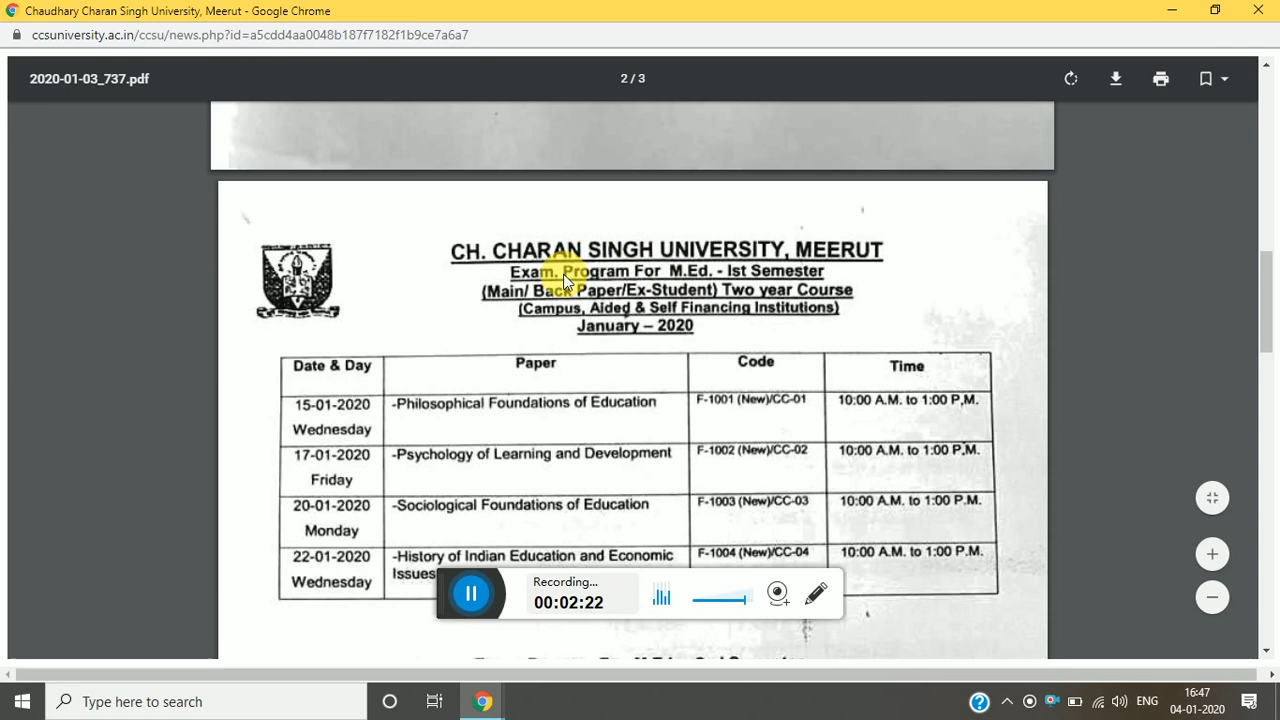 Chaudhary Charan Singh University, Meerut - Google Chrome
ccsuniversity.ac.in/ccsu/news.php?id=a5cdd4aa0048b187f7182f1b9ce7a6a7
2020-01-03_737.pdf
2 / 3
CH. CHARAN SINGH UNIVERSITY, MEERUT
Exam. Program For M.Ed. - Ist Semester
(Main/ Back Paper/Ex-Student) Two year Course
(Campus, Aided & Self Financing Institutions)
January – 2020
Date & Day Paper Code Time
15-01-2020 -Philosophical Foundations of Education F-1001 (New)/CC-01 10:00 A.M. to 1:00 P.M.
Wednesday
17-01-2020 -Psychology of Learning and Development F-1002 (New)/CC-02 10:00 A.M. to 1:00 P.M.
Friday
20-01-2020 -Sociological Foundations of Education F-1003 (New)/CC-03 10:00 A.M. to 1:00 P.M.
Monday
22-01-2020 -History of Indian Education and Economic F-1004 (New)/CC-04 10:00 A.M. to 1:00 P.M.
Wednesday Issues
Recording...
00:02:22
Type here to search
ENG
16:47
04-01-2020